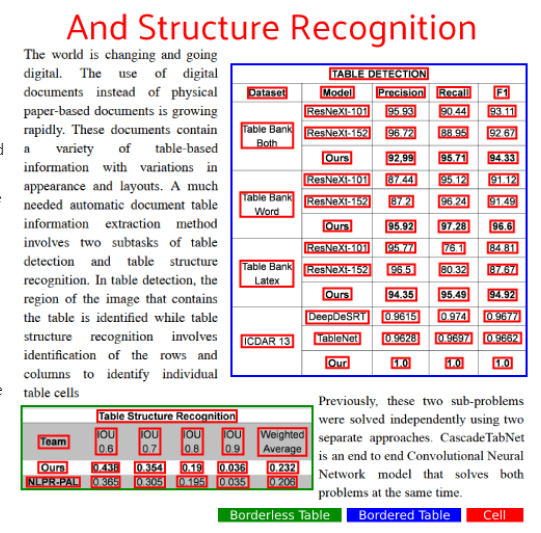 And Structure Recognition
The world is changing and going
digital. The use of digital
documents instead of physical
paper-based documents is growing
rapidly. These documents contain
a variety of table-based
information with variations in
appearance and layouts. A much
needed automatic document table
information extraction method
involves two subtasks of table
detection and table structure
recognition. In table detection, the
region of the image that contains
the table is identified while table
structure recognition involves
identification of the rows and
columns to identify individual
table cells
TABLE DETECTION
Dataset Model Precision Recall F1
Table Bank Both
ResNeXt-101 95.93 90.44 93.11
ResNeXt-152 96.72 88.95 92.67
Ours 92,99 95.71 94.33
Table Bank Word
ResNeXt-101 87.44 95.12 91.12
ResNeXt-152 87.2 96.24 91.49
Ours 95.92 97.28 96.6
Table Bank Latex
ResNeXt-101 95.77 76.1 84.81
ResNeXt-152 96.5 80.32 87.67
Ours 94.35 95.49 94.92
ICDAR 13
DeepDeSRT 0.9615 0.974 0.9677
TableNet 0.9628 0.9697 0.9662
Our 1.0 1.0 1.0
Table Structure Recognition
Team IOU 0.6 IOU 0.7 IOU 0.8 IOU 0.9 Weighted Average
Ours 0.438 0.354 0.19 0.036 0.232
NLPR-PAL 0.365 0.305 0.195 0.035 0.206
Previously, these two sub-problems
were solved independently using two
separate approaches. CascadeTabNet
is an end to end Convolutional Neural
Network model that solves both
problems at the same time.
Borderless Table Bordered Table Cell